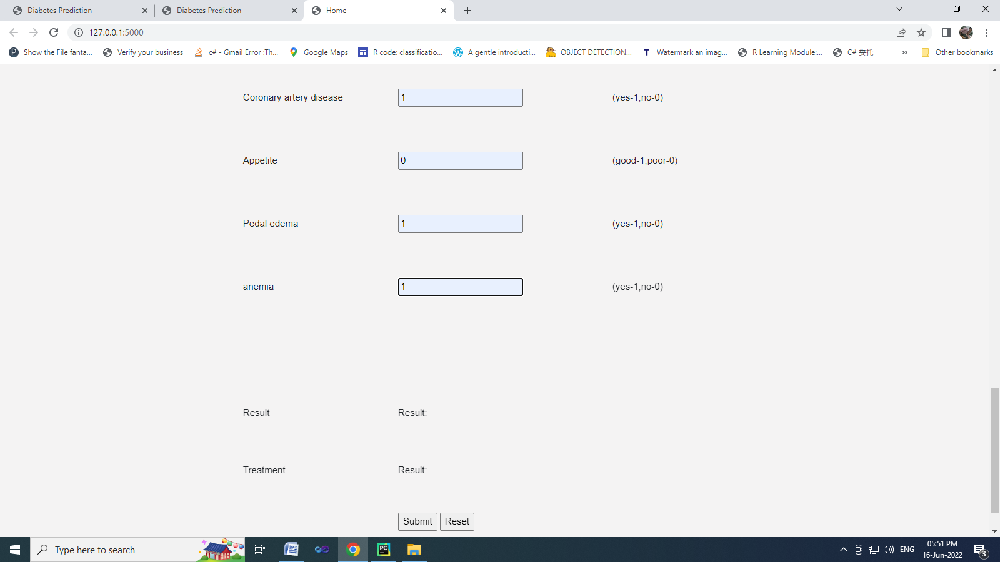 Diabetes Prediction
Diabetes Prediction
Home
127.0.0.1:5000
Show the File fanta...
Verify your business
c# - Gmail Error :Th...
Google Maps
R code: classificatio...
A gentle introducti...
OBJECT DETECTION...
Watermark an imag...
R Learning Module:...
C# 委托
Other bookmarks
Coronary artery disease 1 (yes-1,no-0)
Appetite 0 (good-1,poor-0)
Pedal edema 1 (yes-1,no-0)
anemia 1 (yes-1,no-0)
Result Result:
Treatment Result:
Submit Reset
Type here to search
ENG
05:51 PM
16-Jun-2022
3